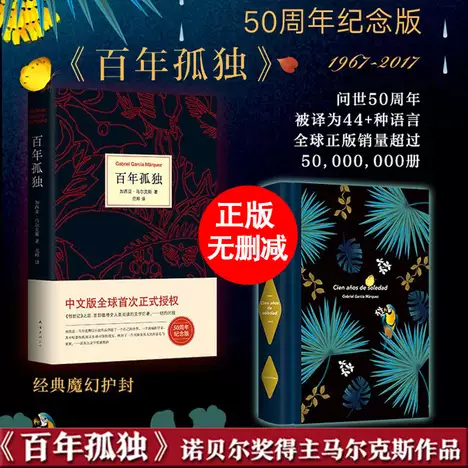 50周年纪念版
《百年孤独》
1967-2017
问世50周年
被译为44+种语言
全球正版销量超过
50,000,000册
百年孤独
Gabriel García Márquez
百年孤独
加西亚·马尔克斯 著
范晔 译
中文版全球首次正式授权
50周年
纪念版
经典魔幻护封
正版
无删减
Cien años de soledad
Gabriel García Márquez
Cien años
de soledad
《百年孤独》诺贝尔奖得主马尔克斯作品